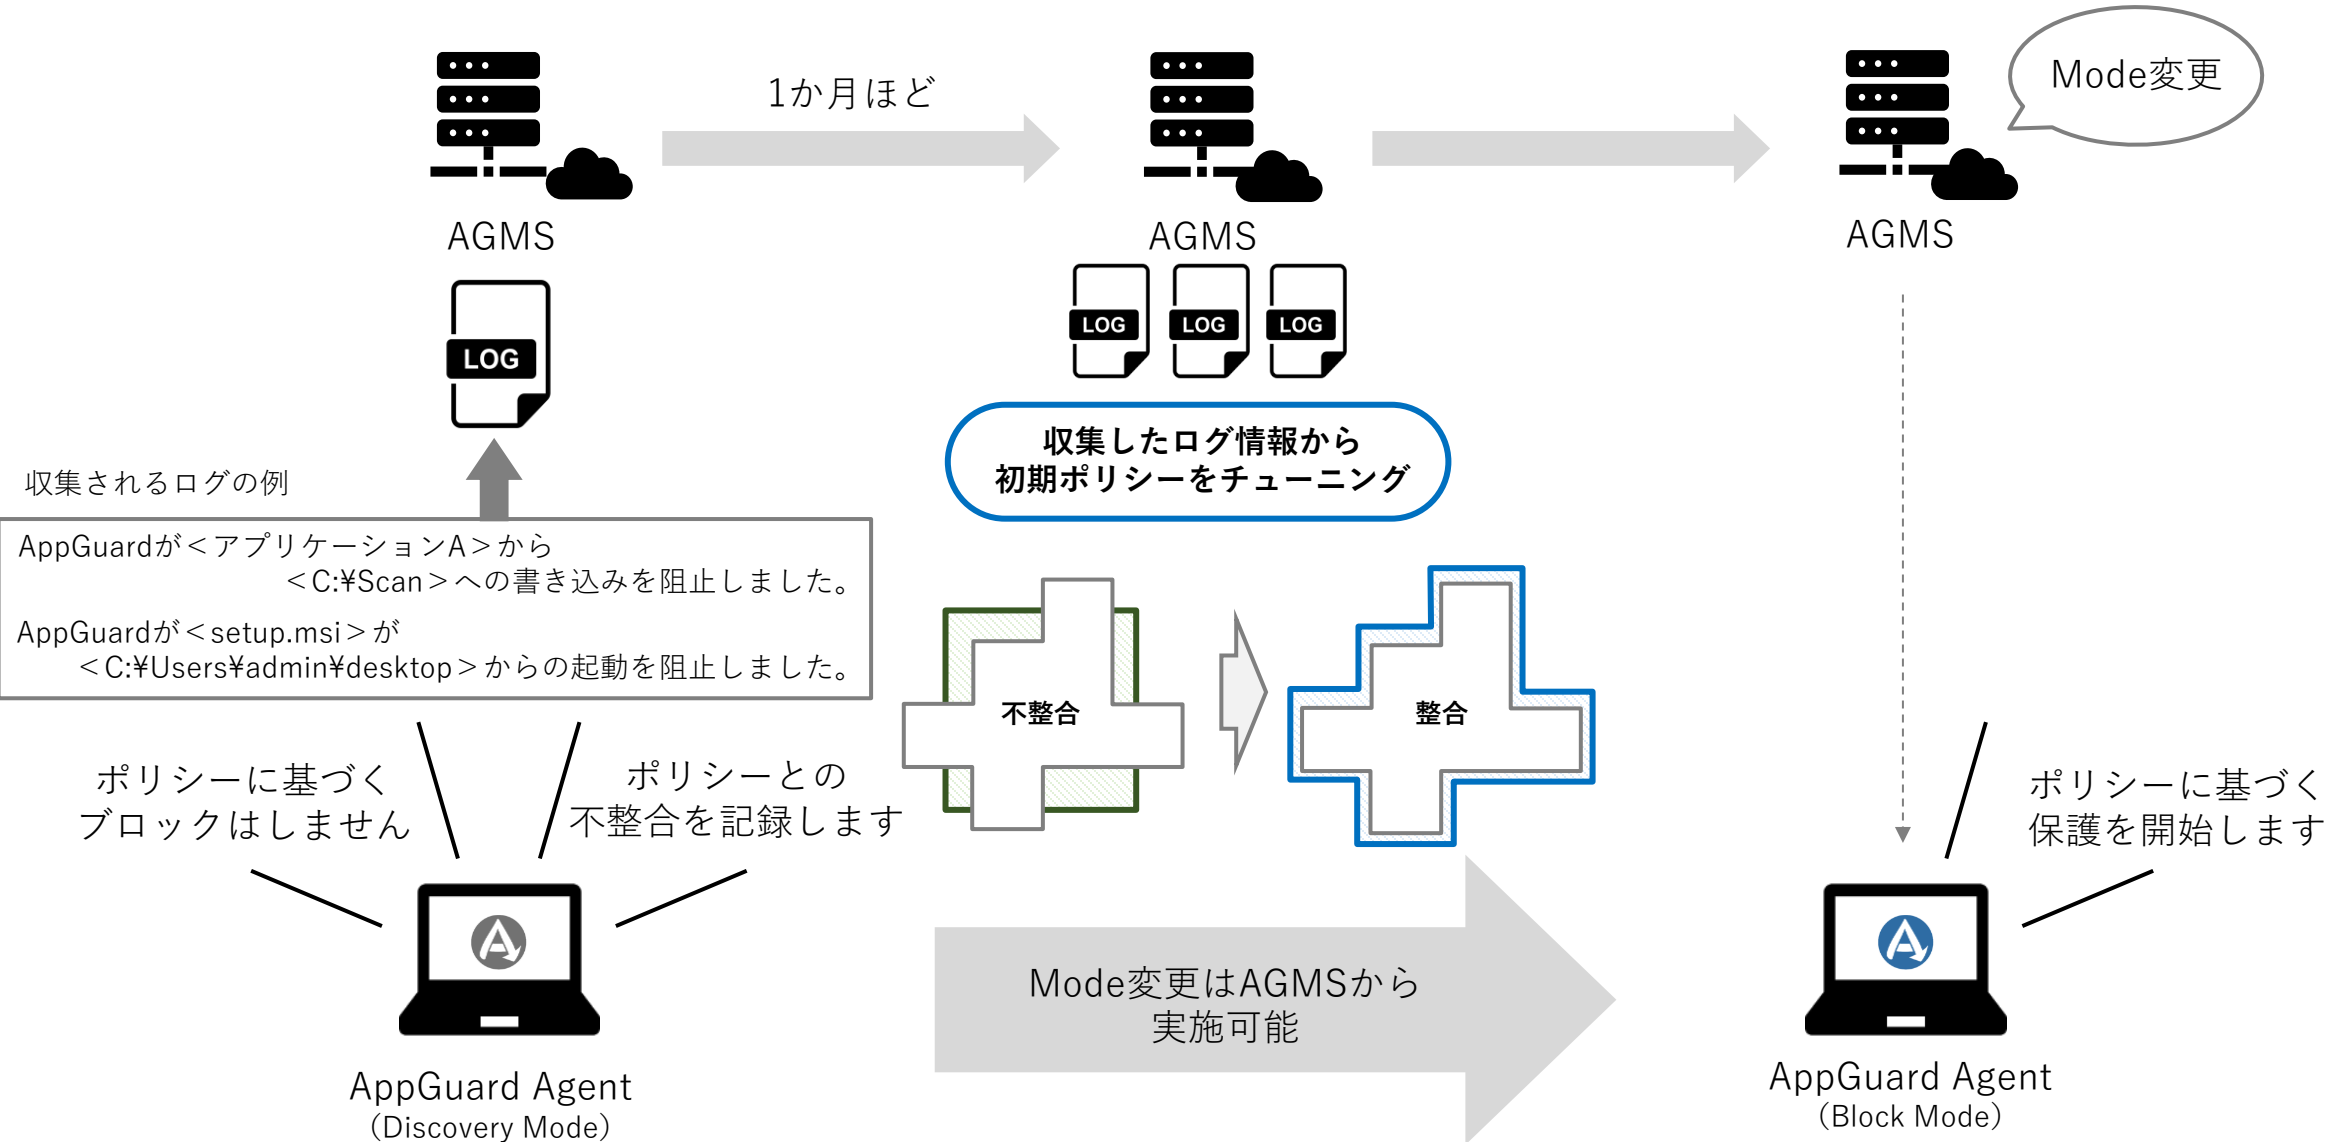 1か月ほど
Mode変更
AGMS
AGMS
AGMS
LOG
LOG
LOG
LOG
収集したログ情報から
初期ポリシーをチューニング
収集されるログの例
AppGuardが＜アプリケーションA＞から
＜C:¥Scan＞への書き込みを阻止しました。
AppGuardが＜setup.msi＞が
＜C:¥Users¥admin¥desktop＞からの起動を阻止しました。
不整合
整合
ポリシーに基づく
ブロックはしません
ポリシーとの
不整合を記録します
ポリシーに基づく
保護を開始します
Mode変更はAGMSから
実施可能
AppGuard Agent
（Discovery Mode）
AppGuard Agent
（Block Mode）